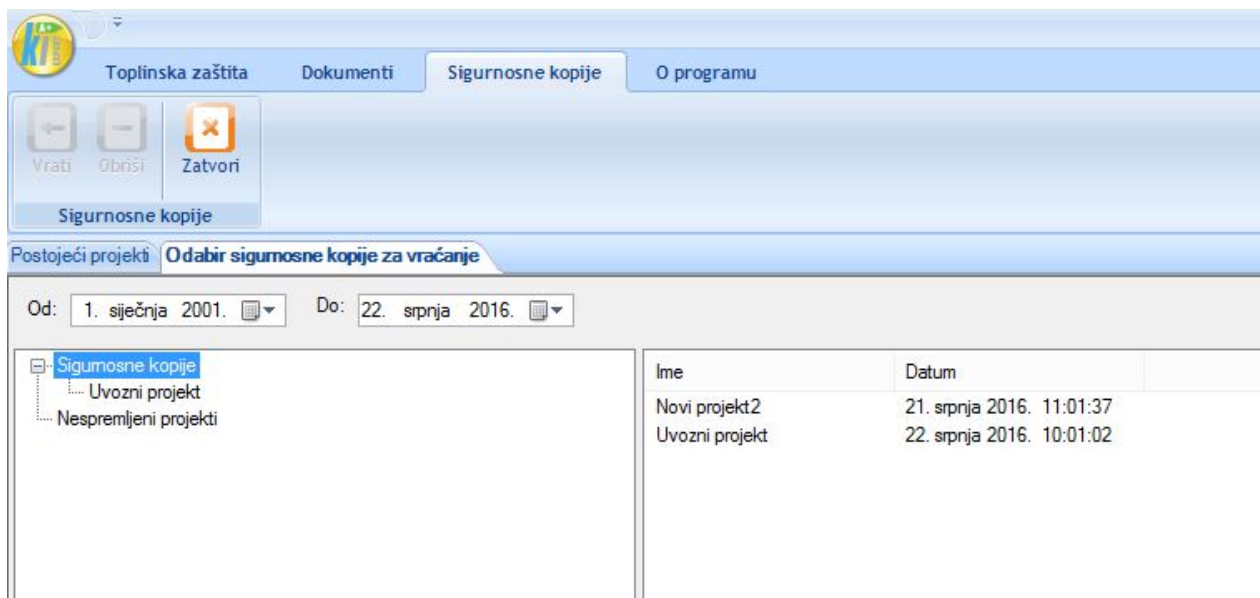 Toplinska zaštita Dokumenti Sigurnosne kopije O programu
Vrati Obriši Zatvori
Sigurnosne kopije
Postojeći projekti Odabir sigurnosne kopije za vraćanje
Od: 1. siječnja 2001. Do: 22. srpnja 2016.
Sigurnosne kopije
Uvozni projekt
Nespremljeni projekti
Ime Datum
Novi projekt2 21. srpnja 2016. 11:01:37
Uvozni projekt 22. srpnja 2016. 10:01:02